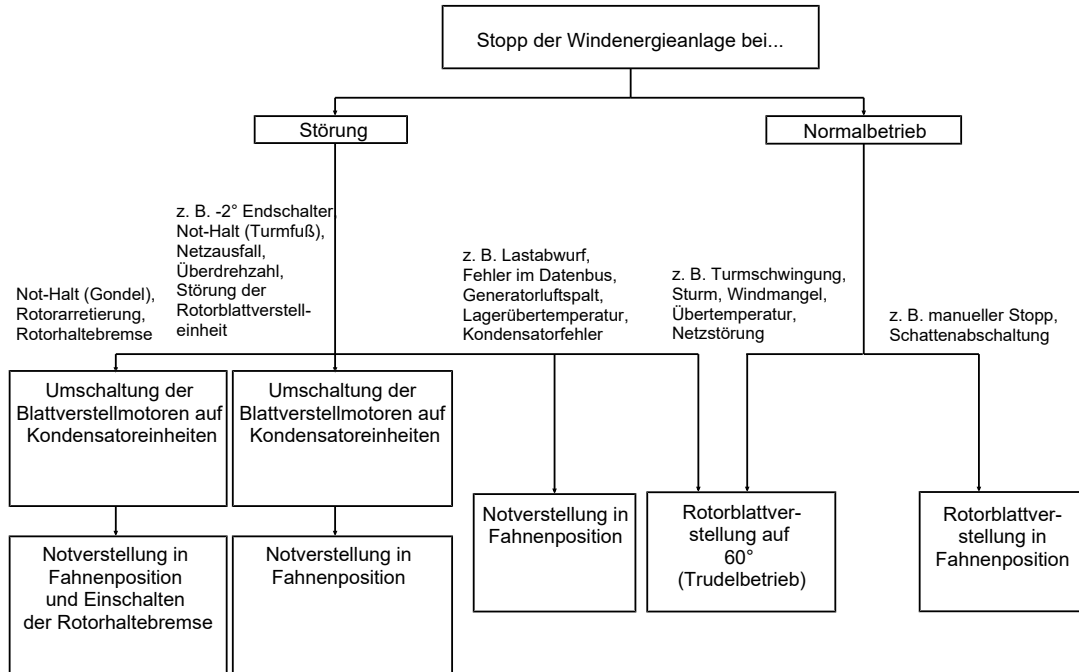 Stopp der Windenergieanlage bei...
Störung
Normalbetrieb
Not-Halt (Gondel),
Rotorarretierung,
Rotorhaltebremse
z. B. -2° Endschalter,
Not-Halt (Turmfuß),
Netzausfall,
Überdrehzahl,
Störung der
Rotorblattverstell-
einheit
z. B. Lastabwurf,
Fehler im Datenbus,
Generatorluftspalt,
Lagerübertemperatur,
Kondensatorfehler
z. B. Turmschwingung,
Sturm, Windmangel,
Übertemperatur,
Netzstörung
z. B. manueller Stopp,
Schattenabschaltung
Umschaltung der
Blattverstellmotoren auf
Kondensatoreinheiten
Umschaltung der
Blattverstellmotoren auf
Kondensatoreinheiten
Notverstellung in
Fahnenposition
und Einschalten
der Rotorhaltebremse
Notverstellung in
Fahnenposition
Notverstellung in
Fahnenposition
Rotorblattver-
stellung auf
60°
(Trudelbetrieb)
Rotorblattver-
stellung in
Fahnenposition